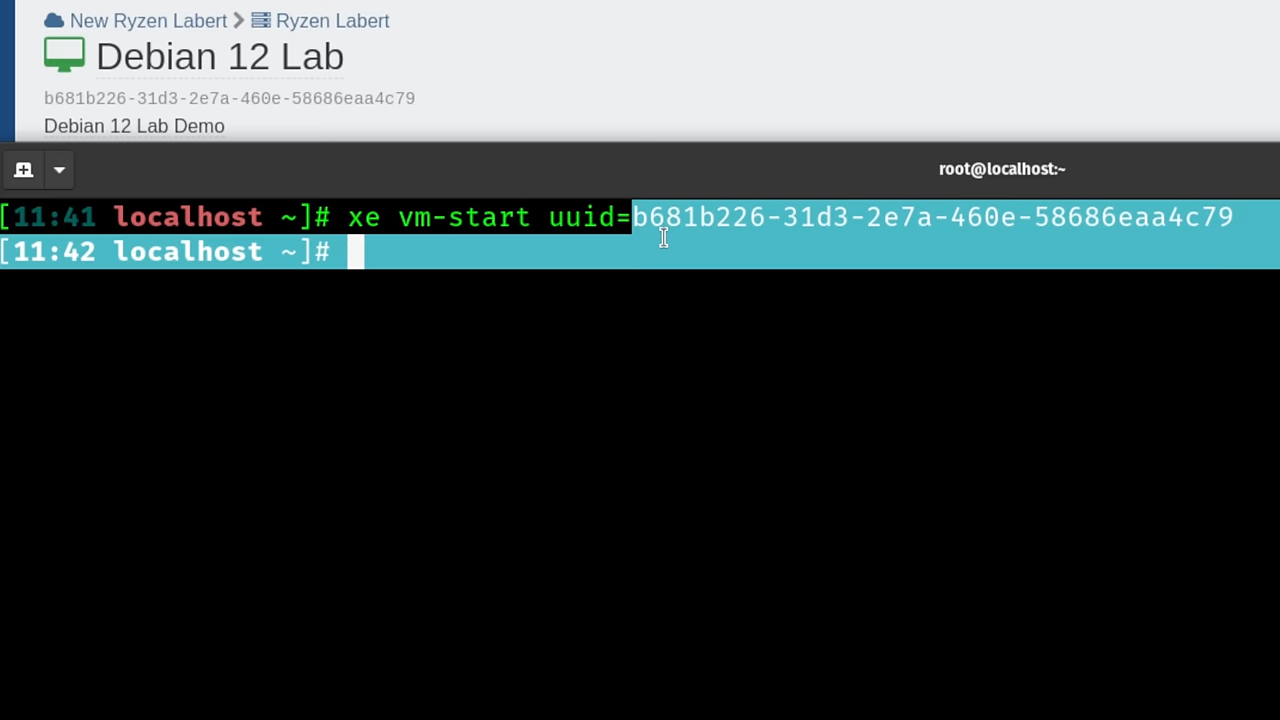 New Ryzen Labert Ryzen Labert
Debian 12 Lab
b681b226-31d3-2e7a-460e-58686eaa4c79
Debian 12 Lab Demo
root@localhost:~
[11:41 localhost ~]# xe vm-start uuid=b681b226-31d3-2e7a-460e-58686eaa4c79
[11:42 localhost ~]#